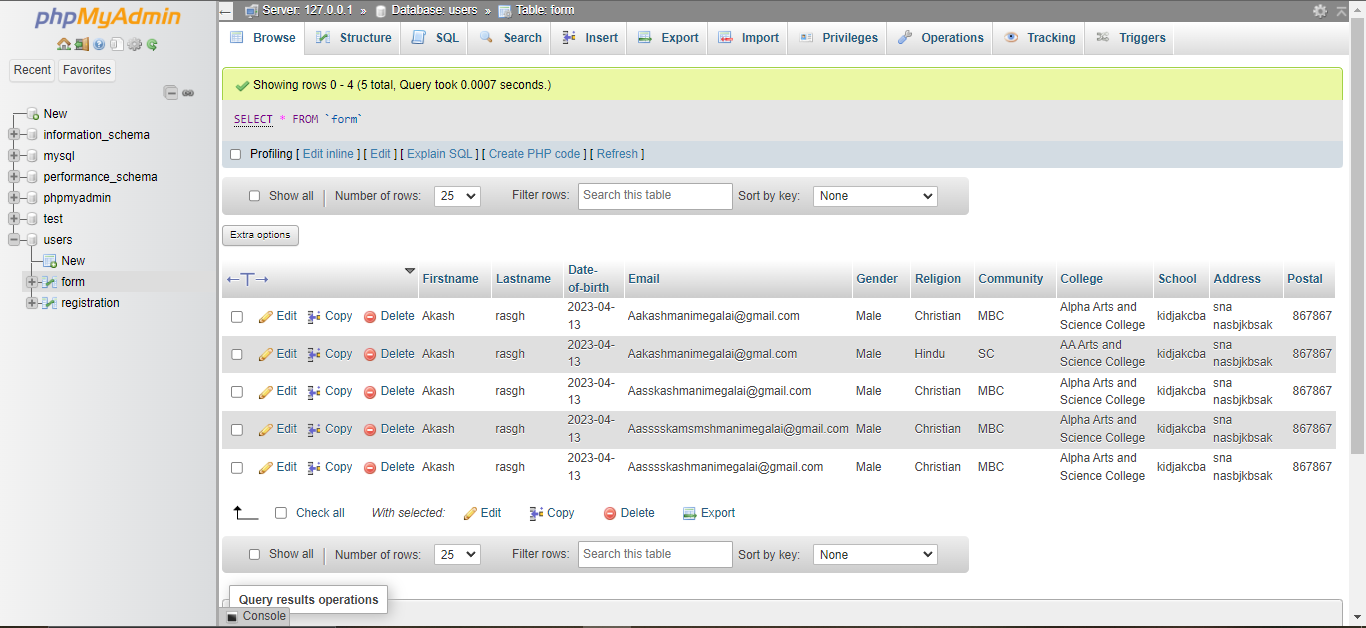 phpMyAdmin
Recent Favorites
New
information_schema
mysql
performance_schema
phpmyadmin
test
users
New
form
registration
Server: 127.0.0.1 » Database: users » Table: form
Browse Structure SQL Search Insert Export Import Privileges Operations Tracking Triggers
Showing rows 0 - 4 (5 total, Query took 0.0007 seconds.)
SELECT * FROM `form`
Profiling [ Edit inline ] [ Edit ] [ Explain SQL ] [ Create PHP code ] [ Refresh ]
Show all | Number of rows: 25 Filter rows: Search this table Sort by key: None
Extra options
←T→ Firstname Lastname Date-of-birth Email Gender Religion Community College School Address Postal
Edit Copy Delete Akash rasgh 2023-04-13 Aakashmanimegalai@gmail.com Male Christian MBC Alpha Arts and Science College kidjakcba sna nasbjkbsak 867867
Edit Copy Delete Akash rasgh 2023-04-13 Aakashmanimegalai@gmal.com Male Hindu SC AA Arts and Science College kidjakcba sna nasbjkbsak 867867
Edit Copy Delete Akash rasgh 2023-04-13 Aasskashmanimegalai@gmail.com Male Christian MBC Alpha Arts and Science College kidjakcba sna nasbjkbsak 867867
Edit Copy Delete Akash rasgh 2023-04-13 Aasssskamsmshmanimegalai@gmail.com Male Christian MBC Alpha Arts and Science College kidjakcba sna nasbjkbsak 867867
Edit Copy Delete Akash rasgh 2023-04-13 Aasssskashmanimegalai@gmail.com Male Christian MBC Alpha Arts and Science College kidjakcba sna nasbjkbsak 867867
Check all With selected: Edit Copy Delete Export
Show all | Number of rows: 25 Filter rows: Search this table Sort by key: None
Query results operations
Console